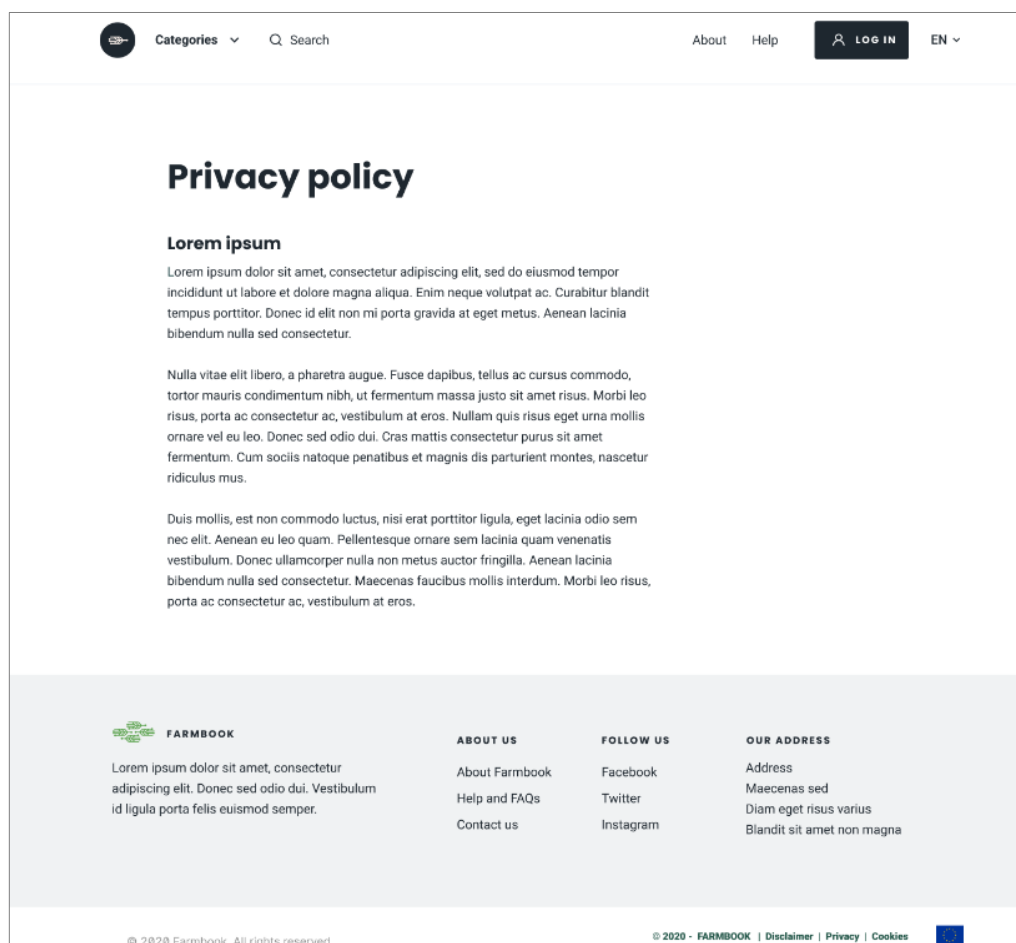 Categories Search About Help LOG IN EN
Privacy policy
Lorem ipsum
Lorem ipsum dolor sit amet, consectetur adipiscing elit, sed do eiusmod tempor
incididunt ut labore et dolore magna aliqua. Enim neque volutpat ac. Curabitur blandit
tempus porttitor. Donec id elit non mi porta gravida at eget metus. Aenean lacinia
bibendum nulla sed consectetur.
Nulla vitae elit libero, a pharetra augue. Fusce dapibus, tellus ac cursus commodo,
tortor mauris condimentum nibh, ut fermentum massa justo sit amet risus. Morbi leo
risus, porta ac consectetur ac, vestibulum at eros. Nullam quis risus eget urna mollis
ornare vel eu leo. Donec sed odio dui. Cras mattis consectetur purus sit amet
fermentum. Cum sociis natoque penatibus et magnis dis parturient montes, nascetur
ridiculus mus.
Duis mollis, est non commodo luctus, nisi erat porttitor ligula, eget lacinia odio sem
nec elit. Aenean eu leo quam. Pellentesque ornare sem lacinia quam venenatis
vestibulum. Donec ullamcorper nulla non metus auctor fringilla. Aenean lacinia
bibendum nulla sed consectetur. Maecenas faucibus mollis interdum. Morbi leo risus,
porta ac consectetur ac, vestibulum at eros.
FARMBOOK
Lorem ipsum dolor sit amet, consectetur
adipiscing elit. Donec sed odio dui. Vestibulum
id ligula porta felis euismod semper.
ABOUT US
About Farmbook
Help and FAQs
Contact us
FOLLOW US
Facebook
Twitter
Instagram
OUR ADDRESS
Address
Maecenas sed
Diam eget risus varius
Blandit sit amet non magna
© 2020 Farmbook. All rights reserved
© 2020 - FARMBOOK | Disclaimer | Privacy | Cookies